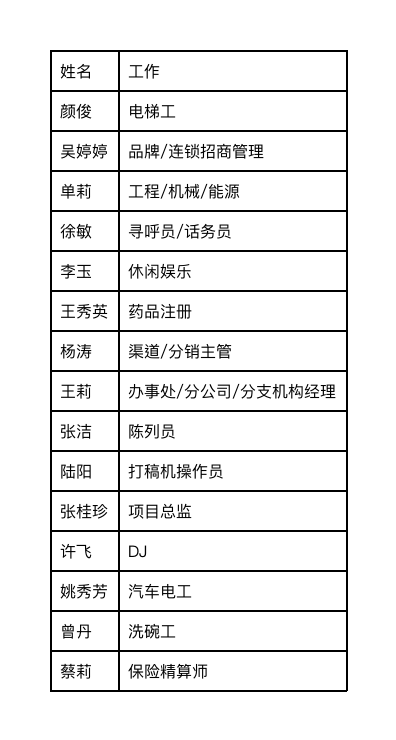 姓名 工作
颜俊 电梯工
吴婷婷 品牌/连锁招商管理
单莉 工程/机械/能源
徐敏 寻呼员/话务员
李玉 休闲娱乐
王秀英 药品注册
杨涛 渠道/分销主管
王莉 办事处/分公司/分支机构经理
张洁 陈列员
陆阳 打稿机操作员
张桂珍 项目总监
许飞 DJ
姚秀芳 汽车电工
曾丹 洗碗工
蔡莉 保险精算师